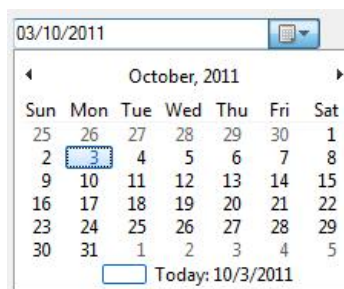 03/10/2011
October, 2011
Sun Mon Tue Wed Thu Fri Sat
25 26 27 28 29 30 1
2 3 4 5 6 7 8
9 10 11 12 13 14 15
16 17 18 19 20 21 22
23 24 25 26 27 28 29
30 31 1 2 3 4 5
Today: 10/3/2011